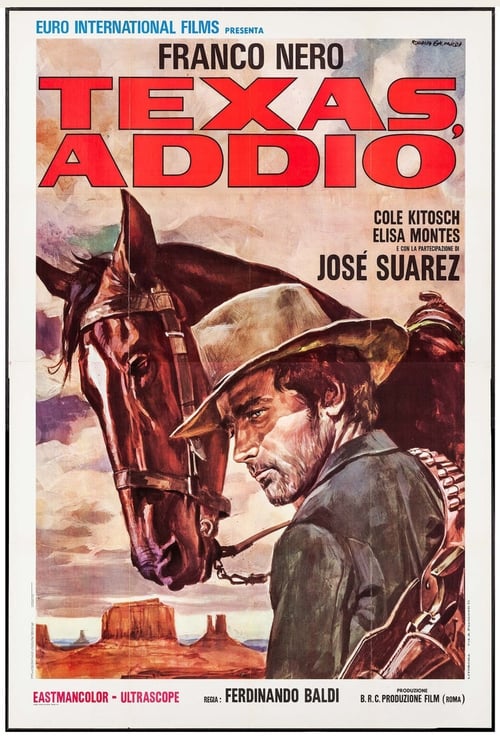 EURO INTERNATIONAL FILMS PRESENTA
FRANCO NERO
TEXAS,
ADDIO
COLE KITOSCH
ELISA MONTES
E CON LA PARTECIPAZIONE DI
JOSÉ SUAREZ
EASTMANCOLOR - ULTRASCOPE
REGIA: FERDINANDO BALDI
PRODUZIONE
B. R. C. PRODUZIONE FILM (ROMA)